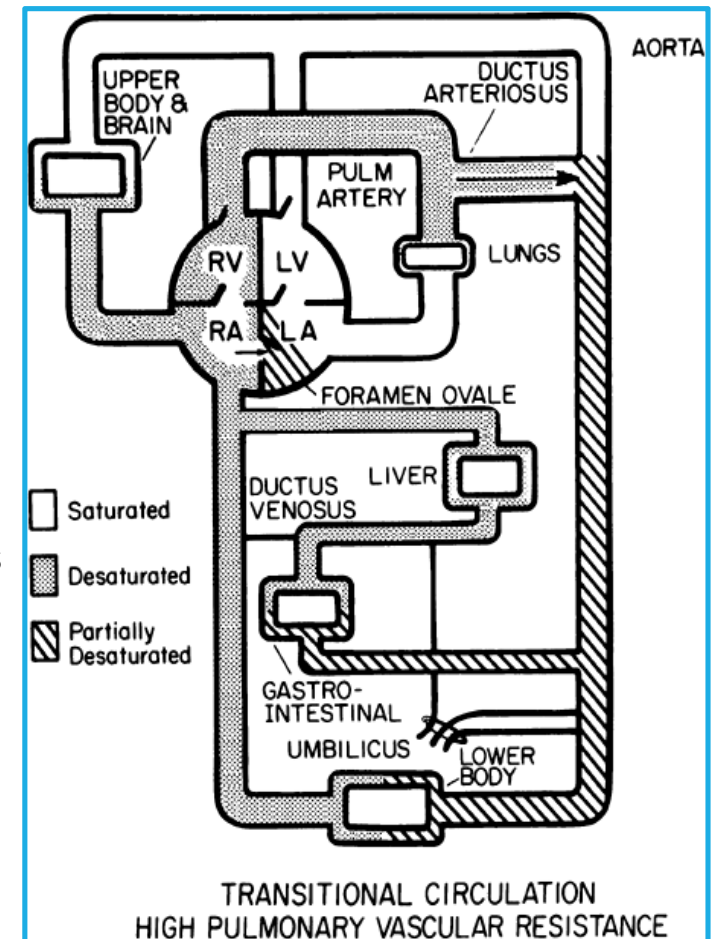 AORTA
UPPER
BODY &
BRAIN
DUCTUS
ARTERIOSUS
PULM
ARTERY
LUNGS
RV
LV
RA
LA
FORAMEN OVALE
LIVER
DUCTUS
VENOSUS
Saturated
Desaturated
Partially
Desaturated
GASTRO-
INTESTINAL
UMBILICUS
LOWER
BODY
TRANSITIONAL CIRCULATION
HIGH PULMONARY VASCULAR RESISTANCE